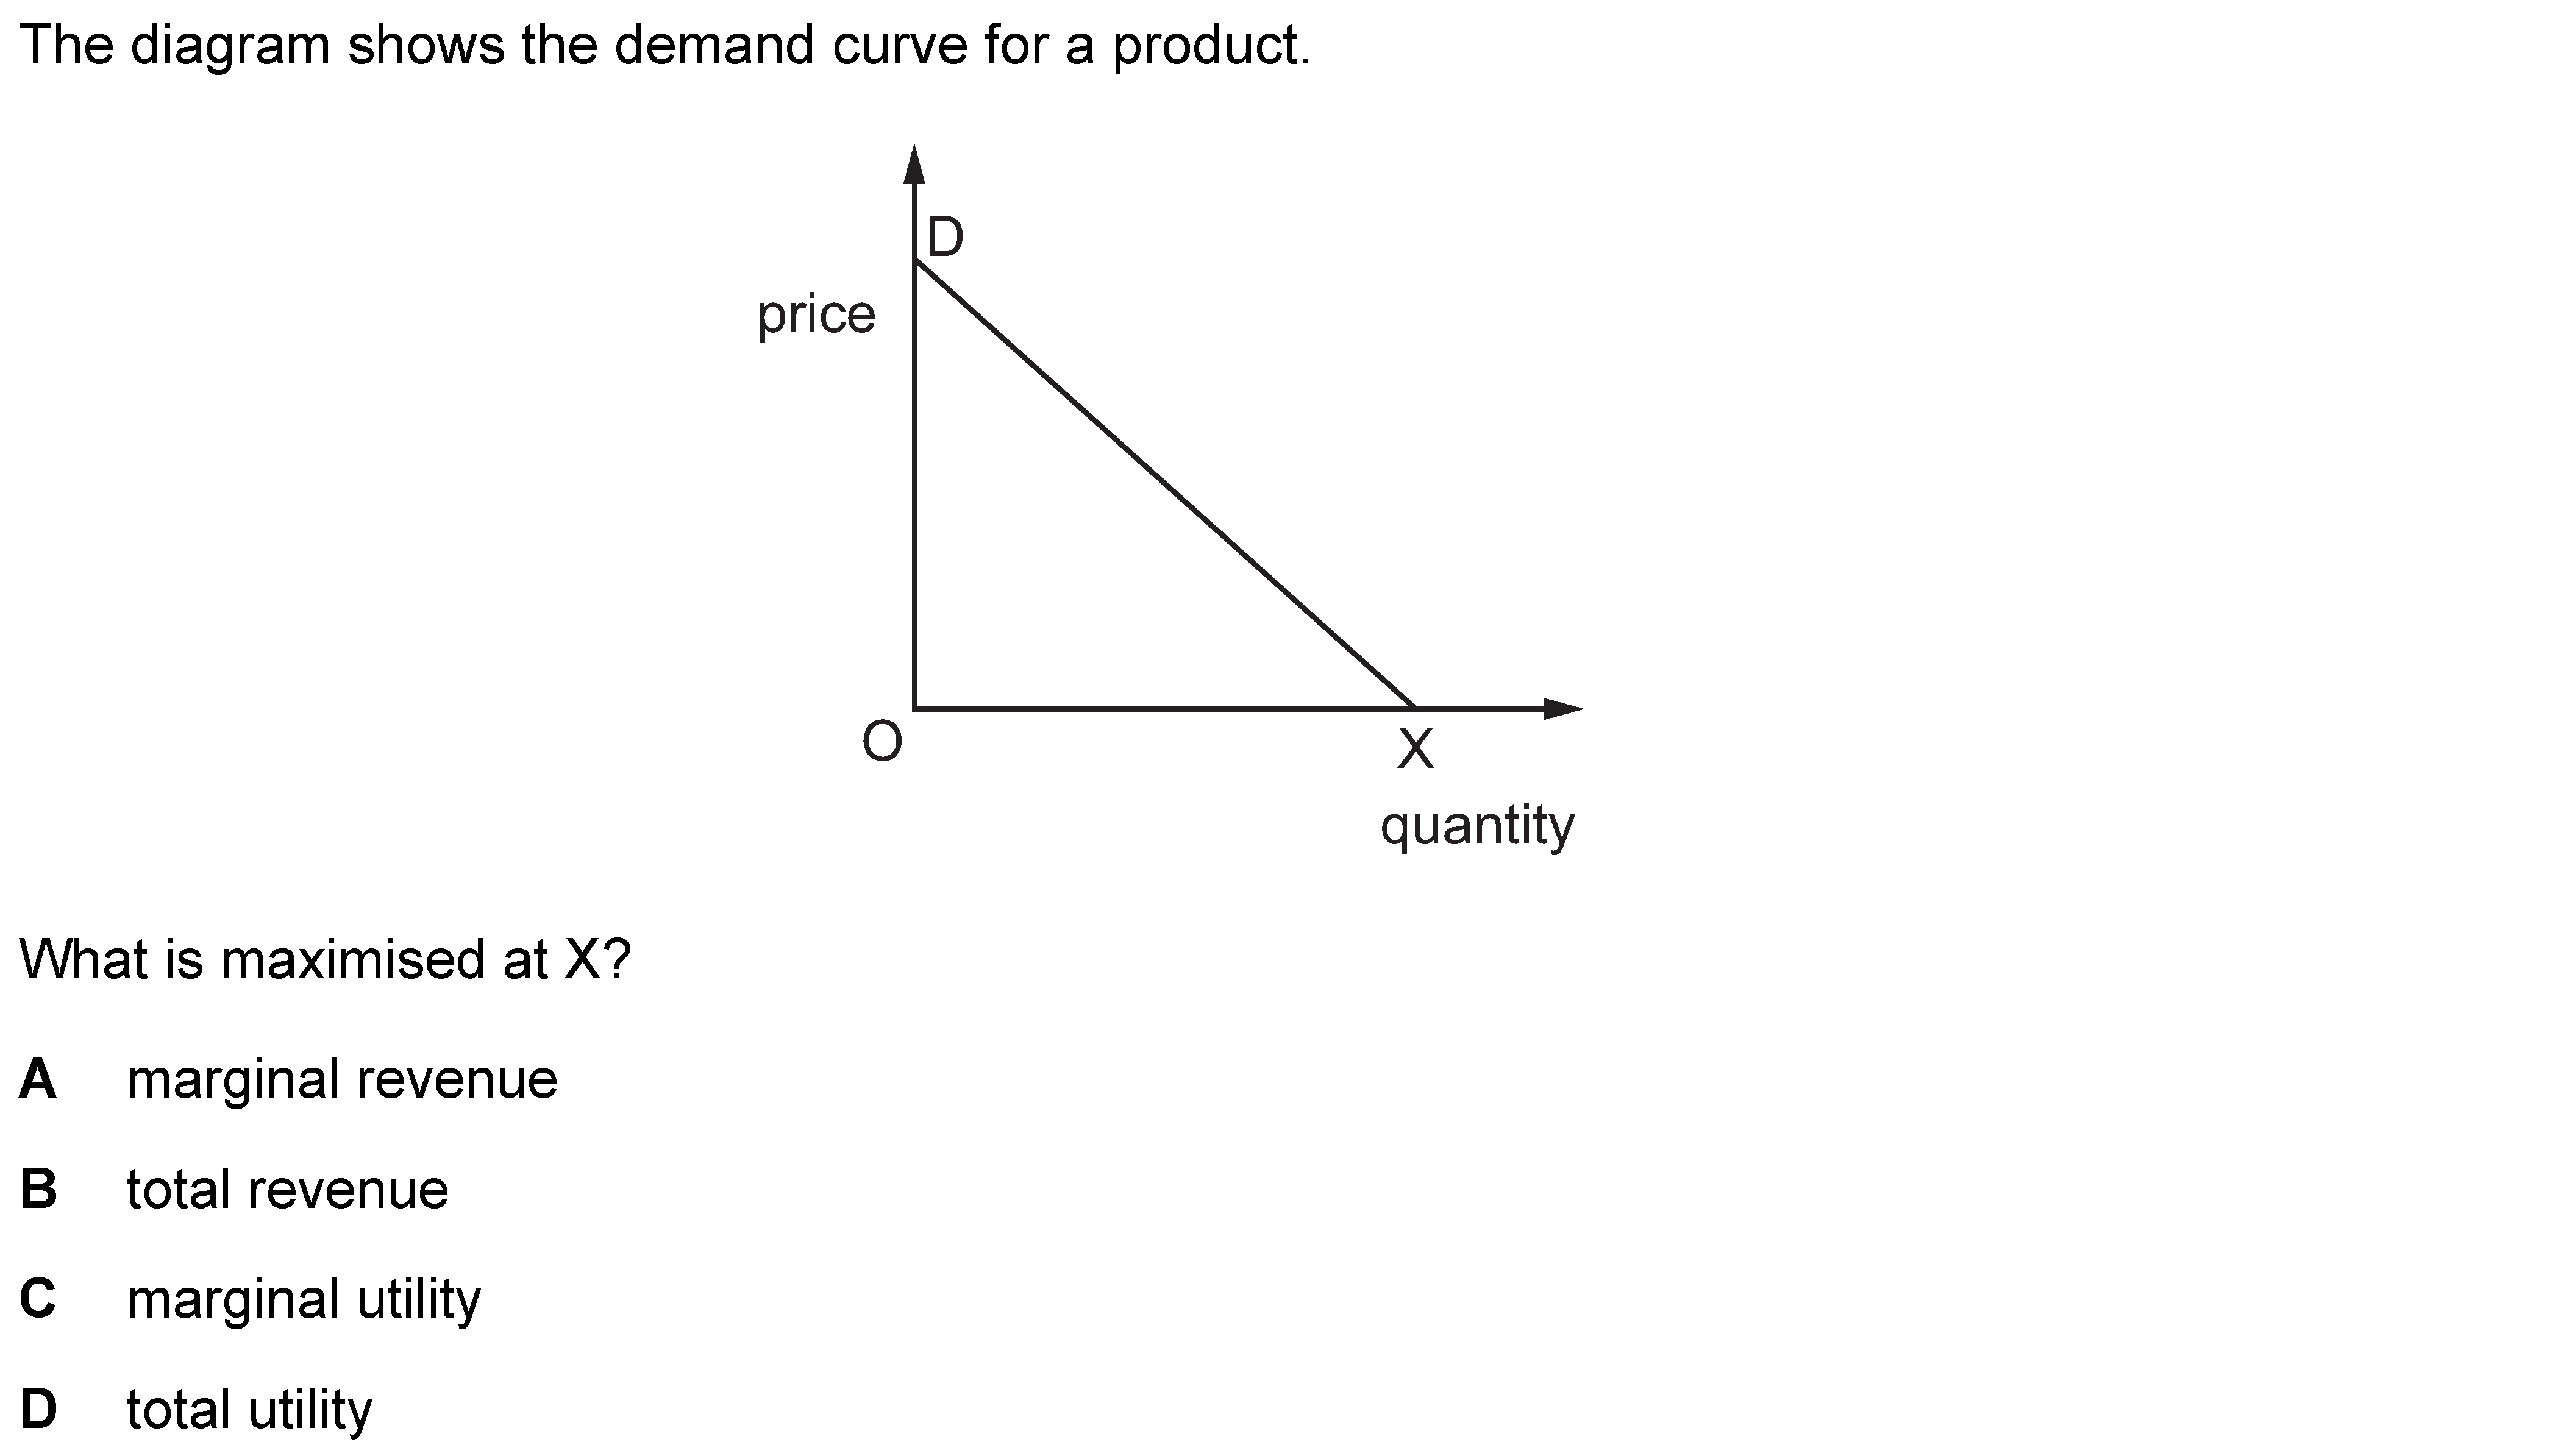 The diagram shows the demand curve for a product.
D
price
O
X
quantity
What is maximised at X?
A marginal revenue
B total revenue
C marginal utility
D total utility